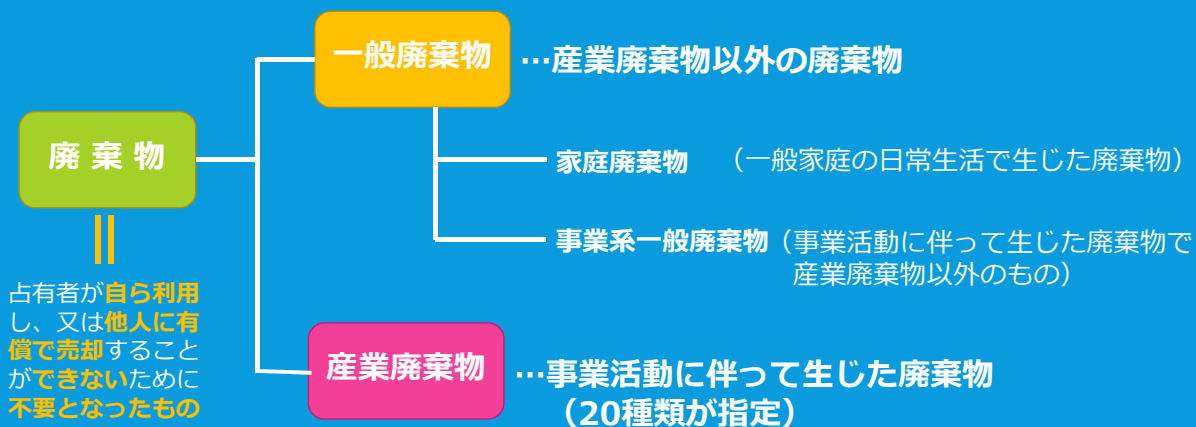 一般廃棄物 …産業廃棄物以外の廃棄物
廃棄物
家庭廃棄物 （一般家庭の日常生活で生じた廃棄物）
事業系一般廃棄物（事業活動に伴って生じた廃棄物で
産業廃棄物以外のもの）
占有者が自ら利用
し、又は他人に有
償で売却すること
ができないために
不要となったもの
産業廃棄物 …事業活動に伴って生じた廃棄物
（20種類が指定）